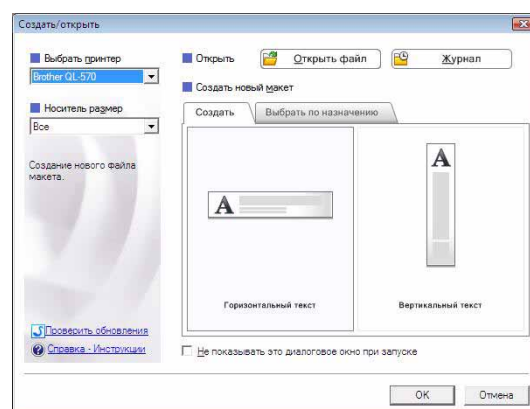 Создать/открыть
Выбрать принтер
Brother QL-570
Носитель размер
Все
Создание нового файла
макета.
Проверить обновления
Справка - Инструкции
Открыть
Открыть файл
Журнал
Создать новый макет
Создать
Выбрать по назначению
A
Горизонтальный текст
A
Вертикальный текст
Не показывать это диалоговое окно при запуске
OK
Отмена